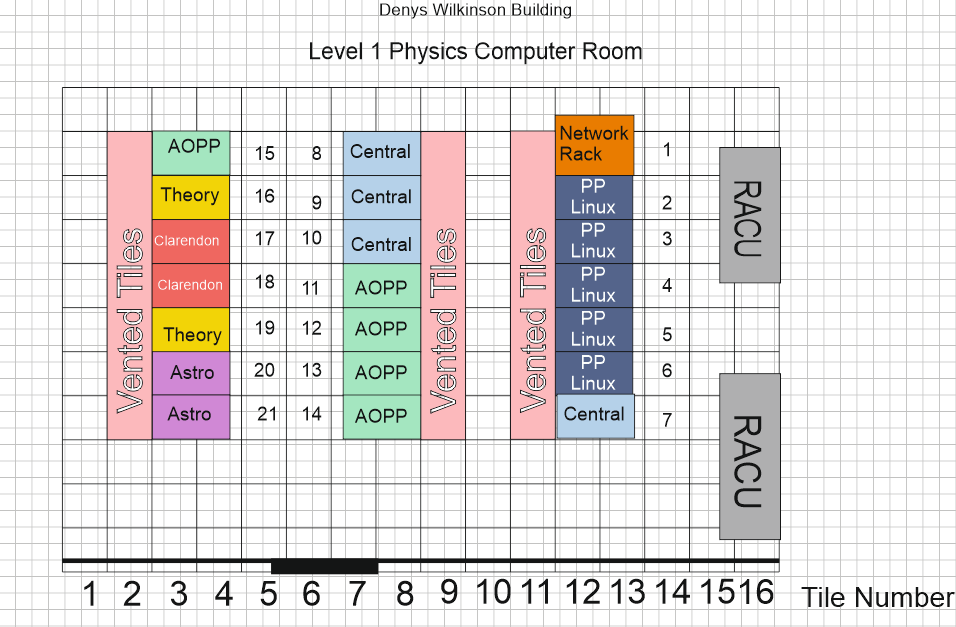 Denys Wilkinson Building
Level 1 Physics Computer Room
Network
Rack
AOPP 15 8 Central 1
Theory 16 9 Central PP
Linux 2
Clarendon 17 10 Central PP
Linux 3
Clarendon 18 11 AOPP PP
Linux 4
Theory 19 12 AOPP PP
Linux 5
Astro 20 13 AOPP PP
Linux 6
Astro 21 14 AOPP Central 7
Vented Tiles
Vented Tiles
Vented Tiles
RACU
RACU
1 2 3 4 5 6 7 8 9 10 11 12 13 14 15 16 Tile Number